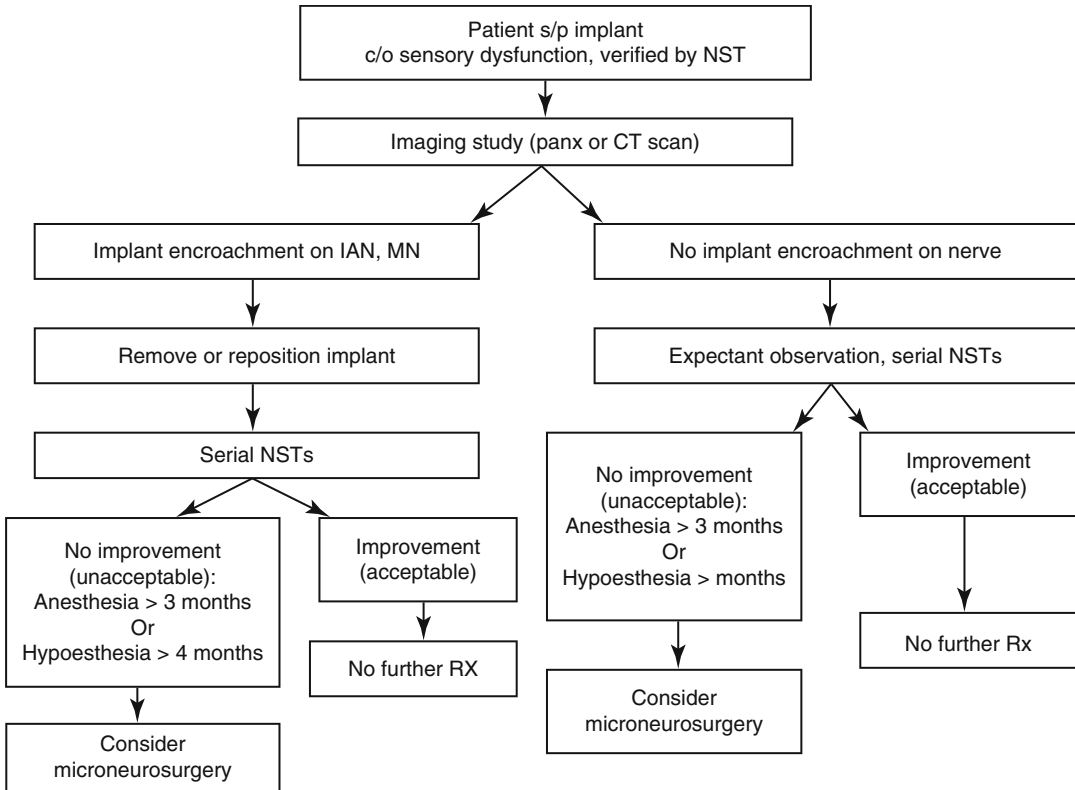 Patient s/p implant
c/o sensory dysfunction, verified by NST
Imaging study (panx or CT scan)
Implant encroachment on IAN, MN
No implant encroachment on nerve
Remove or reposition implant
Expectant observation, serial NSTs
Serial NSTs
No improvement
(unacceptable):
Anesthesia > 3 months
Or
Hypoesthesia > 4 months
Improvement
(acceptable)
No improvement
(unacceptable):
Anesthesia > 3 months
Or
Hypoesthesia > months
Improvement
(acceptable)
No further RX
No further Rx
Consider
microneurosurgery
Consider
microneurosurgery